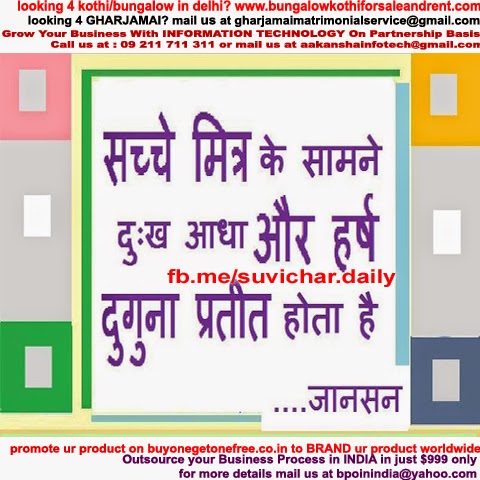 looking 4 kothi/bungalow in delhi? www.bungalowkothiforsaleandrent.com
looking 4 GHARJAMAI? mail us at gharjamaimatrimonialservice@gmail.com
Grow Your Business With INFORMATION TECHNOLOGY On Partnership Basis
Call us at : 09 211 711 311 or mail us at aakanshainfotech@gmail.com
सच्चे मित्र के सामने
दुःख आधा और हर्ष
fb.me/suvichar.daily
दुगुना प्रतीत होता है
....जानसन
promote ur product on buyonegetonefree.co.in to BRAND ur product worldwide
Outsource your Business Process in INDIA in just $999 only
for more details mail us at bpoinindia@yahoo.com